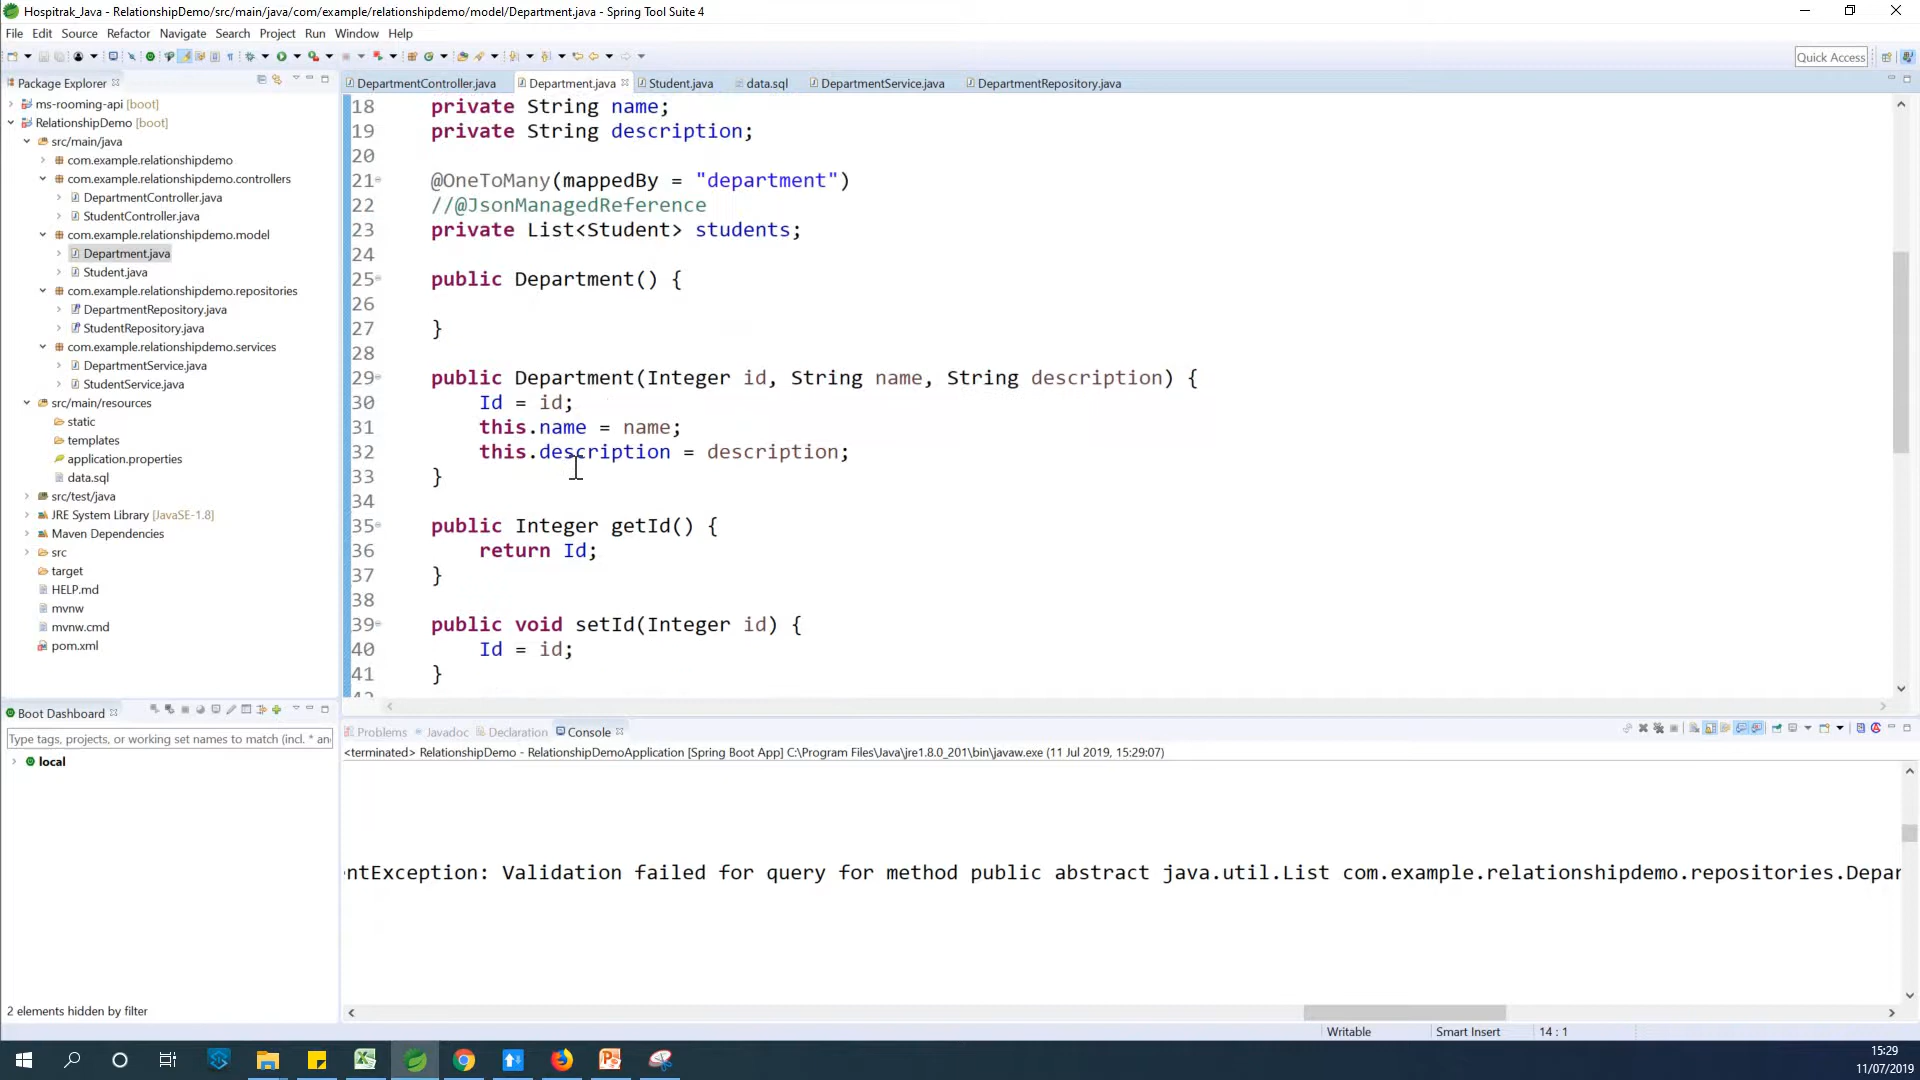 Hospitrak_Java - RelationshipDemo/src/main/java/com/example/relationshipdemo/model/Department.java - Spring Tool Suite 4
File Edit Source Refactor Navigate Search Project Run Window Help
Quick Access
Package Explorer
ms-rooming-api [boot]
RelationshipDemo [boot]
src/main/java
com.example.relationshipdemo
com.example.relationshipdemo.controllers
DepartmentController.java
StudentController.java
com.example.relationshipdemo.model
Department.java
Student.java
com.example.relationshipdemo.repositories
DepartmentRepository.java
StudentRepository.java
com.example.relationshipdemo.services
DepartmentService.java
StudentService.java
src/main/resources
static
templates
application.properties
data.sql
src/test/java
JRE System Library [JavaSE-1.8]
Maven Dependencies
src
target
HELP.md
mvnw
mvnw.cmd
pom.xml
DepartmentController.java Department.java Student.java data.sql DepartmentService.java DepartmentRepository.java
18 private String name;
19 private String description;
20
21 @OneToMany(mappedBy = "department")
22 //@JsonManagedReference
23 private List<Student> students;
24
25 public Department() {
26
27 }
28
29 public Department(Integer id, String name, String description) {
30 Id = id;
31 this.name = name;
32 this.description = description;
33 }
34
35 public Integer getId() {
36 return Id;
37 }
38
39 public void setId(Integer id) {
40 Id = id;
41 }
Boot Dashboard
Type tags, projects, or working set names to match (incl. * an
local
2 elements hidden by filter
Problems Javadoc Declaration Console
<terminated> RelationshipDemo - RelationshipDemoApplication [Spring Boot App] C:\Program Files\Java\jre1.8.0_201\bin\javaw.exe (11 Jul 2019, 15:29:07)
ntException: Validation failed for query for method public abstract java.util.List com.example.relationshipdemo.repositories.Depar
Writable Smart Insert 14 : 1
15:29
11/07/2019